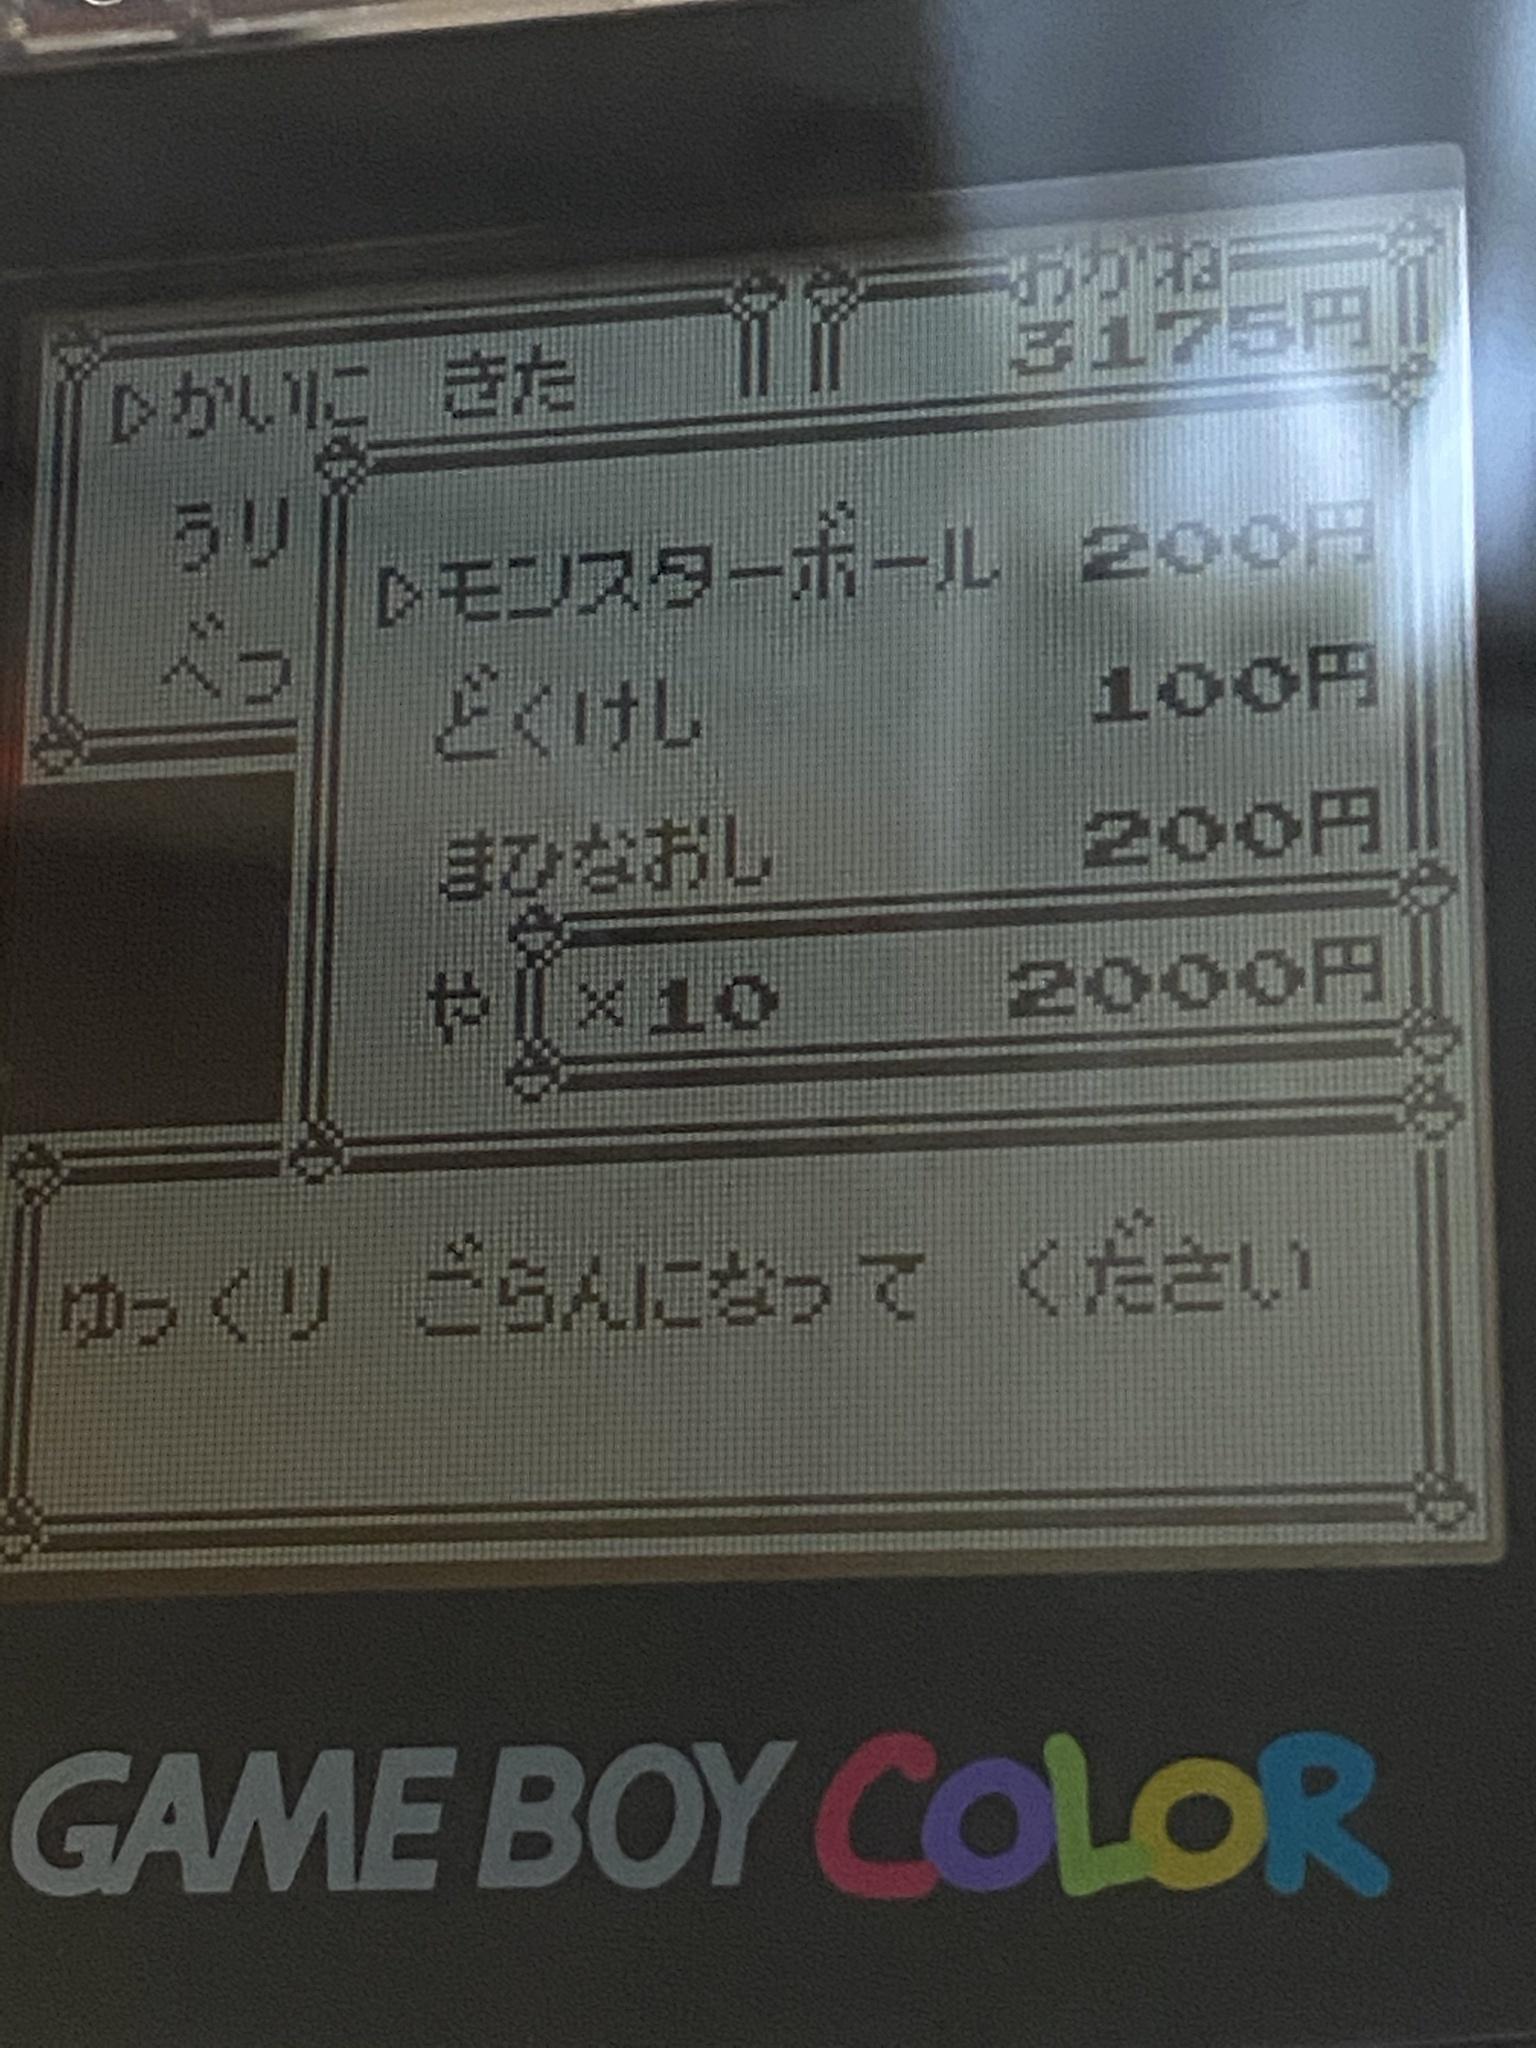 おかね
3175円
▷かいに きた
うり
べつ
▷モンスターボール 200円
どくけし 100円
まひなおし 200円
や
×10 2000円
ゆっくり ごらんになって ください
GAME BOY COLOR